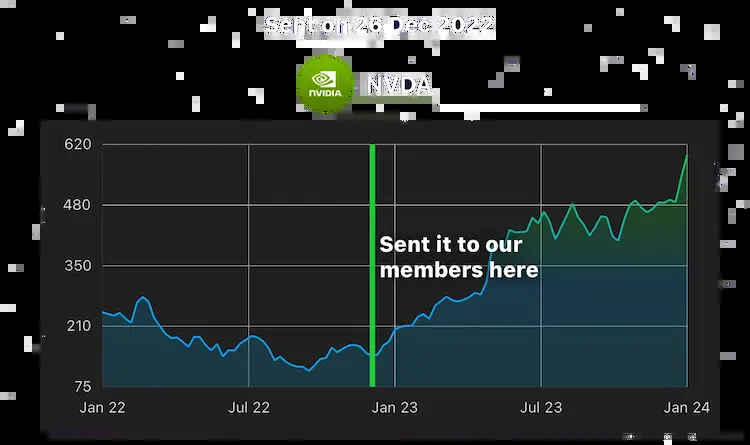 Sent on 26 Dec 2022
NVIDIA
NVDA
620
480
350
210
75
Sent it to our
members here
Jan 22
Jul 22
Jan 23
Jul 23
Jan 24